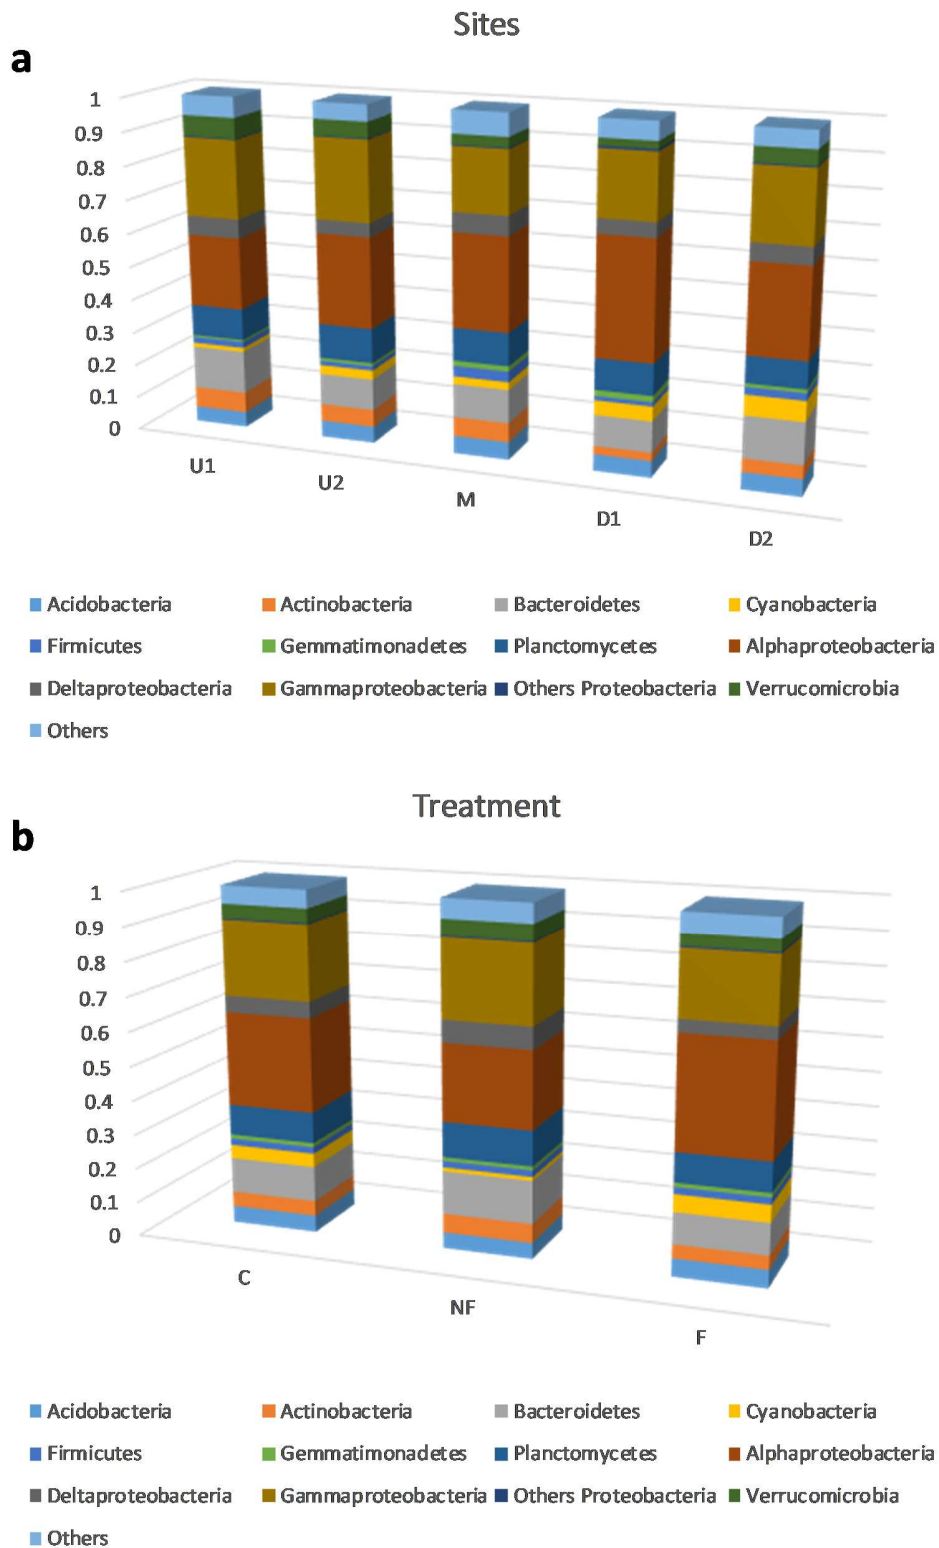 Sites
a
1
0.9
0.8
0.7
0.6
0.5
0.4
0.3
0.2
0.1
0
U1
U2
M
D1
D2
Acidobacteria Actinobacteria Bacteroidetes Cyanobacteria
Firmicutes Gemmatimonadetes Planctomycetes Alphaproteobacteria
Deltaproteobacteria Gammaproteobacteria Others Proteobacteria Verrucomicrobia
Others
Treatment
b
1
0.9
0.8
0.7
0.6
0.5
0.4
0.3
0.2
0.1
0
C
NF
F
Acidobacteria Actinobacteria Bacteroidetes Cyanobacteria
Firmicutes Gemmatimonadetes Planctomycetes Alphaproteobacteria
Deltaproteobacteria Gammaproteobacteria Others Proteobacteria Verrucomicrobia
Others